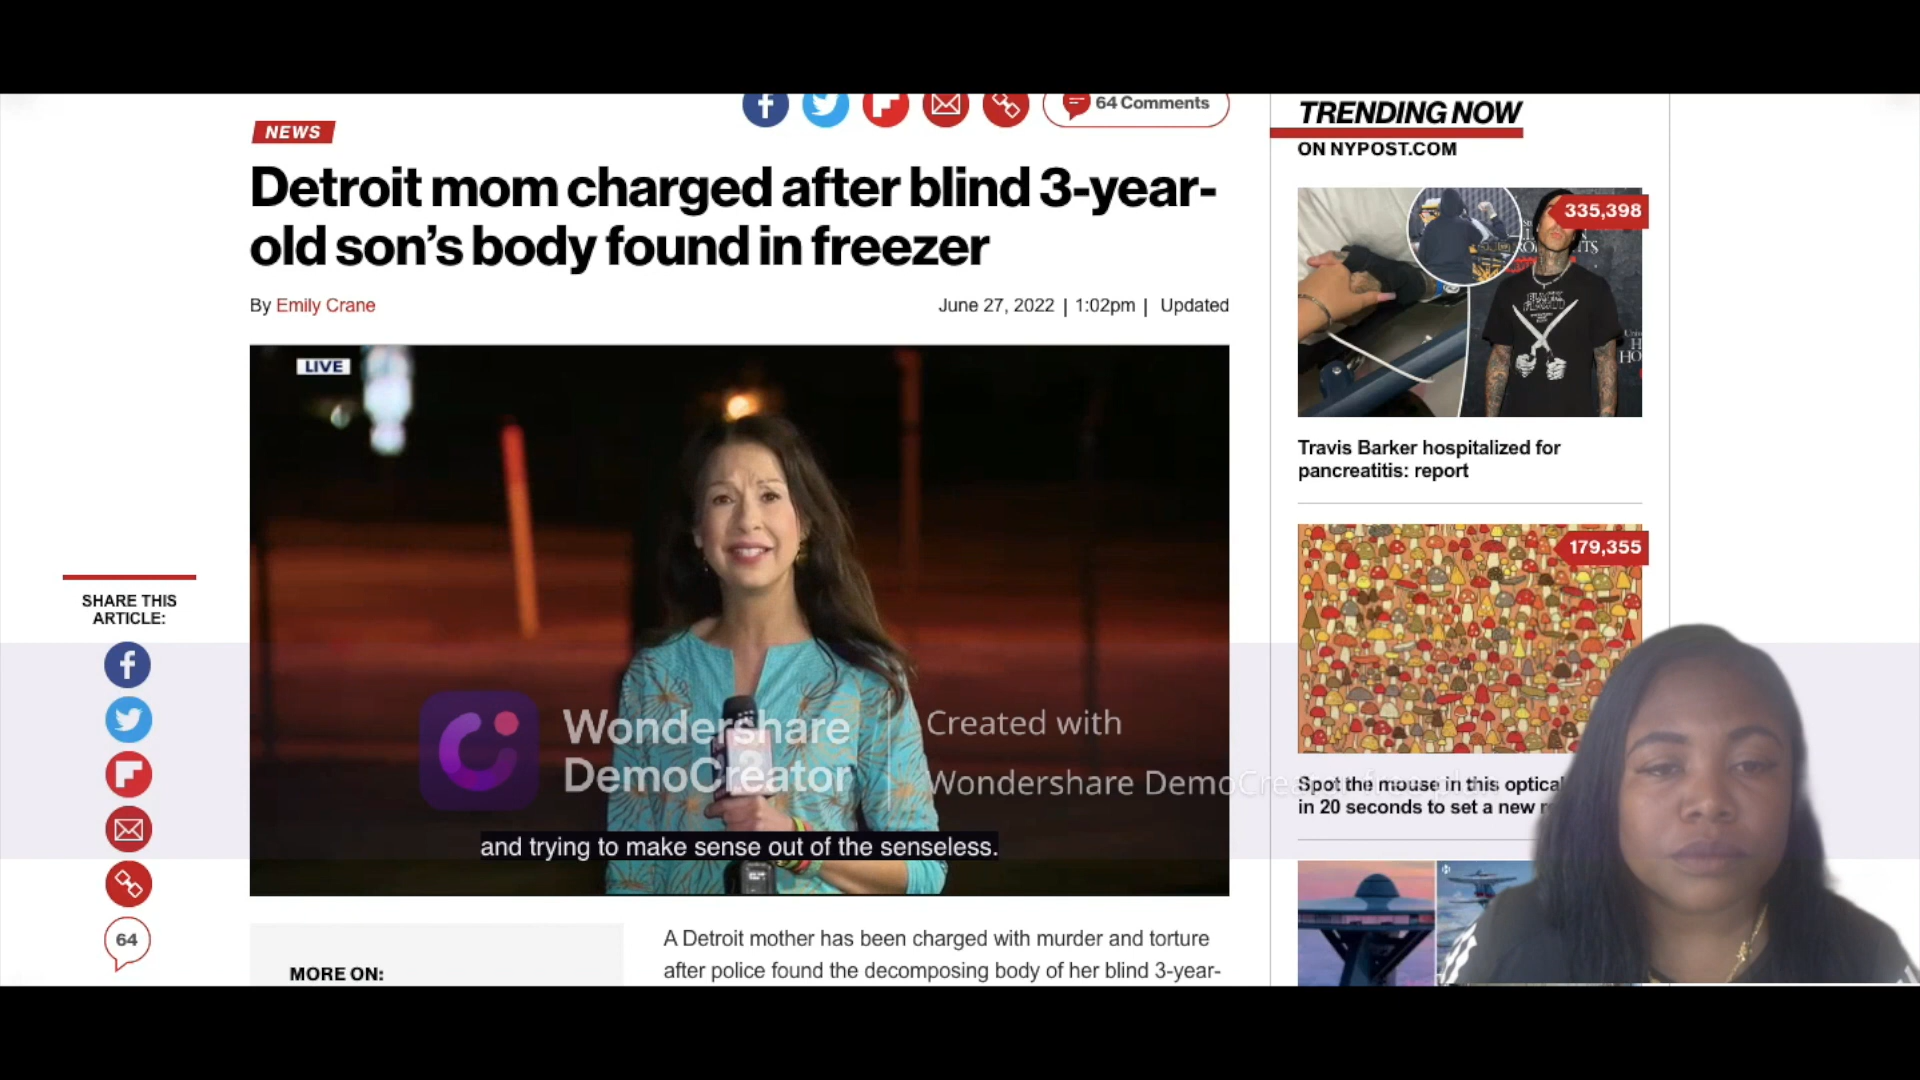 64 Comments
NEWS
Detroit mom charged after blind 3-year-
old son's body found in freezer
By Emily Crane
June 27, 2022 | 1:02pm | Updated
LIVE
Wondershare
DemoCreator
Created with
Wondershare DemoCreator free plan
and trying to make sense out of the senseless.
SHARE THIS
ARTICLE:
64
MORE ON:
A Detroit mother has been charged with murder and torture
after police found the decomposing body of her blind 3-year-
TRENDING NOW
ON NYPOST.COM
335,398
Travis Barker hospitalized for
pancreatitis: report
179,355
Spot the mouse in this optical
in 20 seconds to set a new